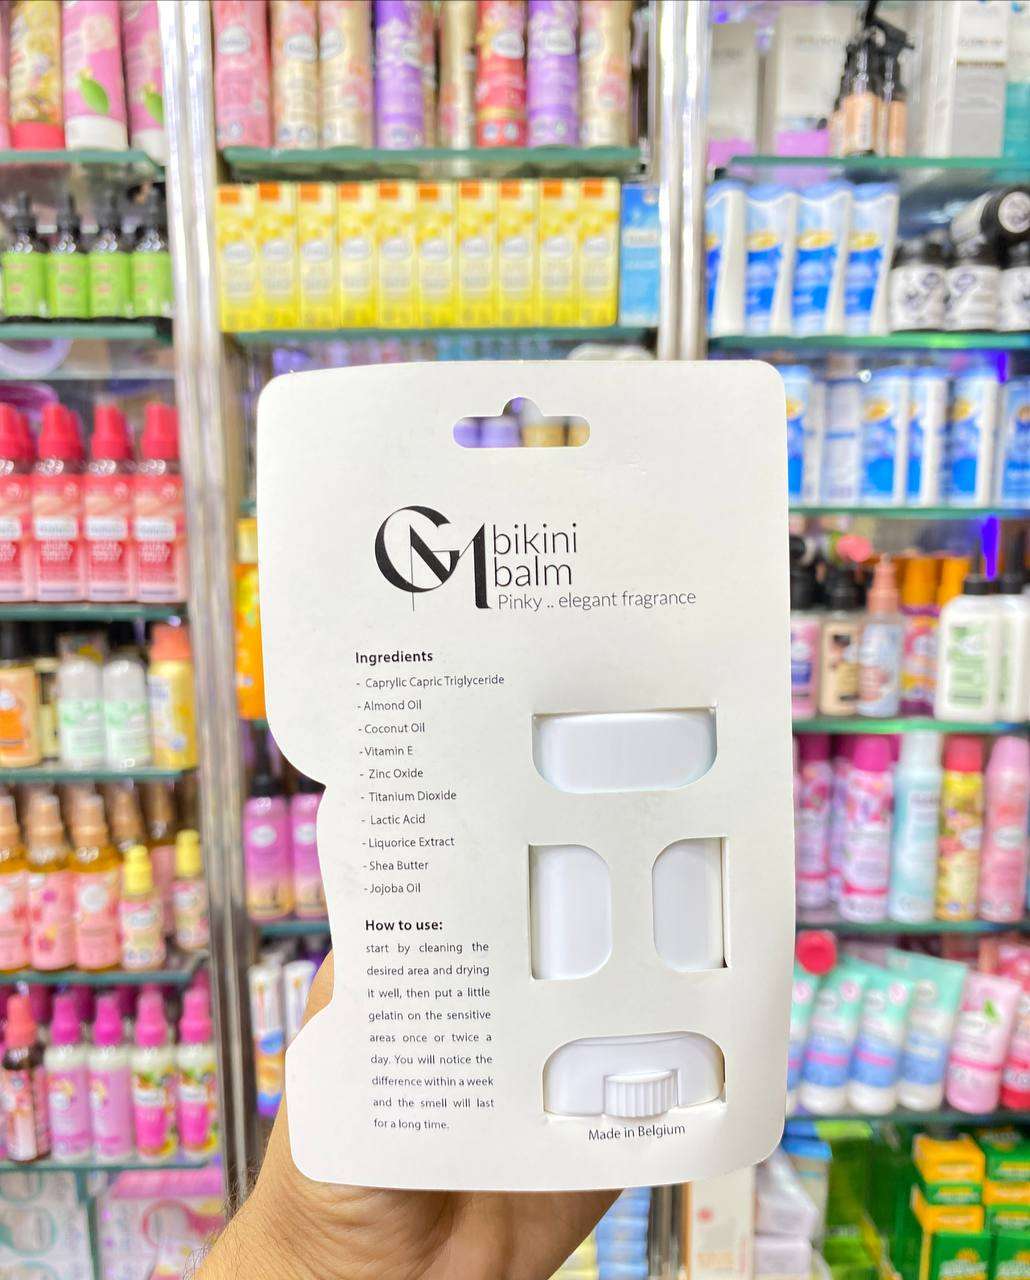 GM bikini
balm
Pinky .. elegant fragrance
Ingredients
- Caprylic Capric Triglyceride
- Almond Oil
- Coconut Oil
- Vitamin E
- Zinc Oxide
- Titanium Dioxide
- Lactic Acid
- Liquorice Extract
- Shea Butter
- Jojoba Oil
How to use:
start by cleaning the
desired area and drying
it well, then put a little
gelatin on the sensitive
areas once or twice a
day. You will notice the
difference within a week
and the smell will last
for a long time.
Made in Belgium